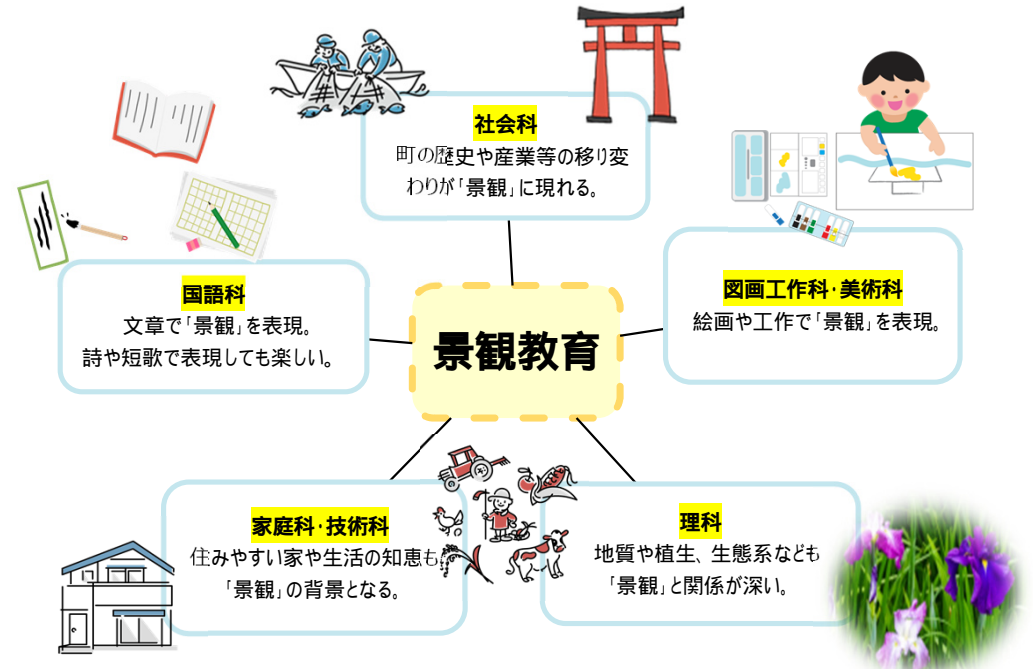 社会科
町の歴史や産業等の移り変
わりが「景観」に現れる。
国語科
文章で「景観」を表現。
詩や短歌で表現しても楽しい。
図画工作科・美術科
絵画や工作で「景観」を表現。
景観教育
家庭科・技術科
住みやすい家や生活の知恵も
「景観」の背景となる。
理科
地質や植生、生態系なども
「景観」と関係が深い。